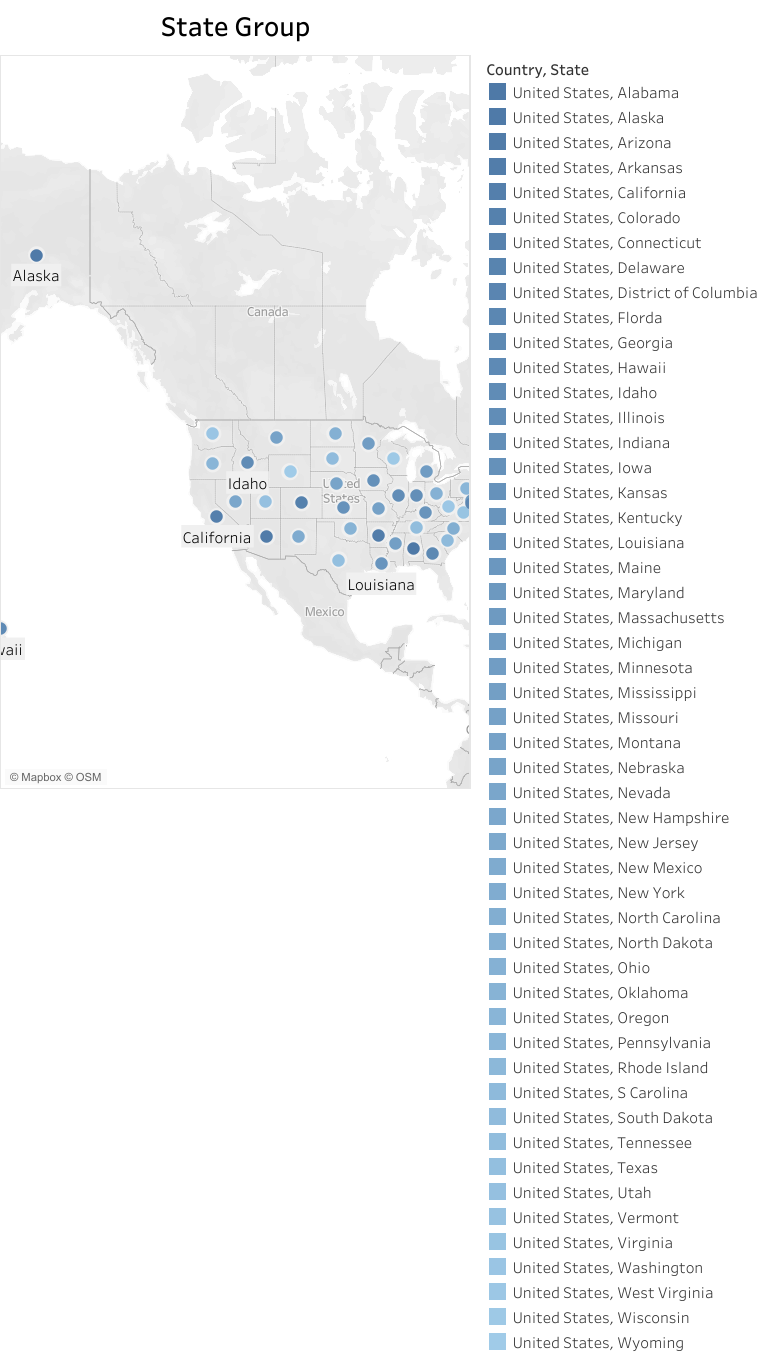 State Group
Country, State
United States, Alabama
United States, Alaska
United States, Arizona
United States, Arkansas
United States, California
United States, Colorado
United States, Connecticut
United States, Delaware
United States, District of Columbia
United States, Florda
United States, Georgia
United States, Hawaii
United States, Idaho
United States, Illinois
United States, Indiana
United States, Iowa
United States, Kansas
United States, Kentucky
United States, Louisiana
United States, Maine
United States, Maryland
United States, Massachusetts
United States, Michigan
United States, Minnesota
United States, Mississippi
United States, Missouri
United States, Montana
United States, Nebraska
United States, Nevada
United States, New Hampshire
United States, New Jersey
United States, New Mexico
United States, New York
United States, North Carolina
United States, North Dakota
United States, Ohio
United States, Oklahoma
United States, Oregon
United States, Pennsylvania
United States, Rhode Island
United States, S Carolina
United States, South Dakota
United States, Tennessee
United States, Texas
United States, Utah
United States, Vermont
United States, Virginia
United States, Washington
United States, West Virginia
United States, Wisconsin
United States, Wyoming
Alaska
Canada
Idaho
United
States
California
Louisiana
Mexico
vaii
© Mapbox © OSM